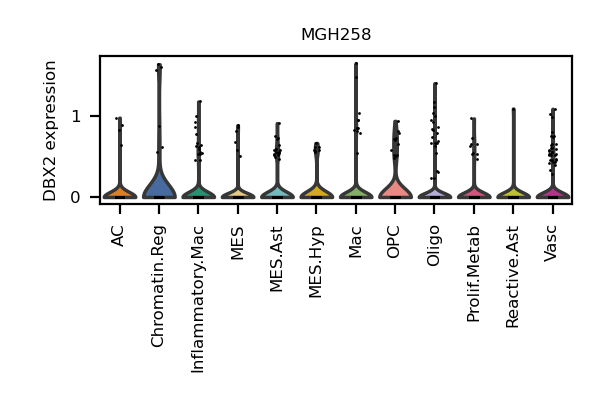 MGH258
DBX2 expression
1
0
AC
Chromatin.Reg
Inflammatory.Mac
MES
MES.Ast
MES.Hyp
Mac
OPC
Oligo
Prolif.Metab
Reactive.Ast
Vasc